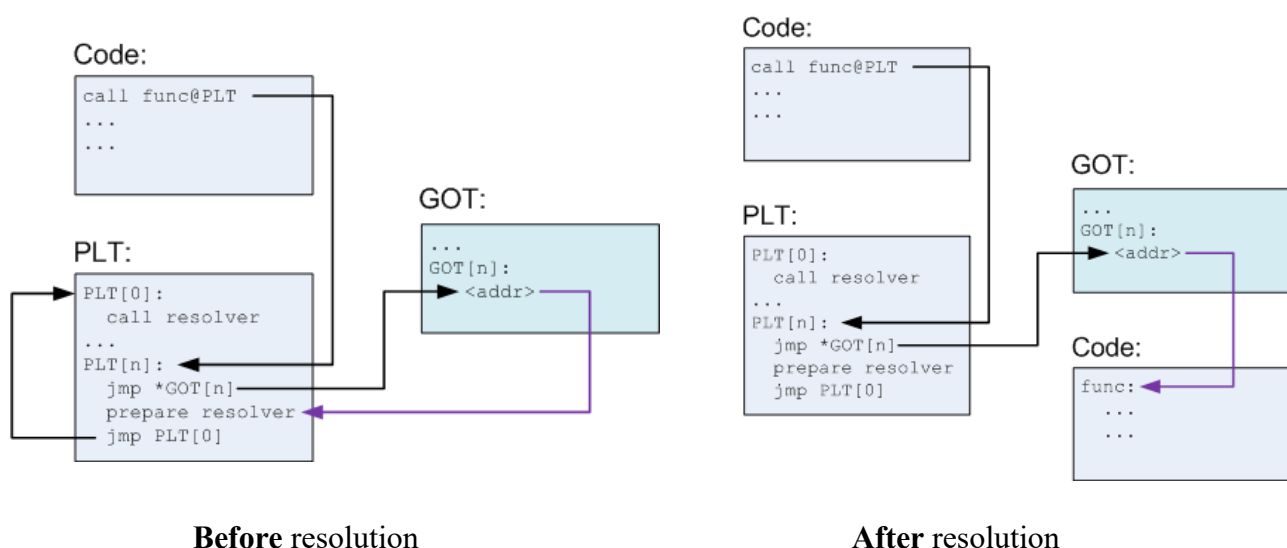 Code:
call func@PLT
...
...
PLT:
PLT[0]:
call resolver
...
PLT[n]:
jmp *GOT[n]
prepare resolver
jmp PLT[0]
GOT:
...
GOT[n]:
<addr>
Before resolution
Code:
call func@PLT
...
...
PLT:
PLT[0]:
call resolver
...
PLT[n]:
jmp *GOT[n]
prepare resolver
jmp PLT[0]
GOT:
...
GOT[n]:
<addr>
Code:
func:
...
...
After resolution